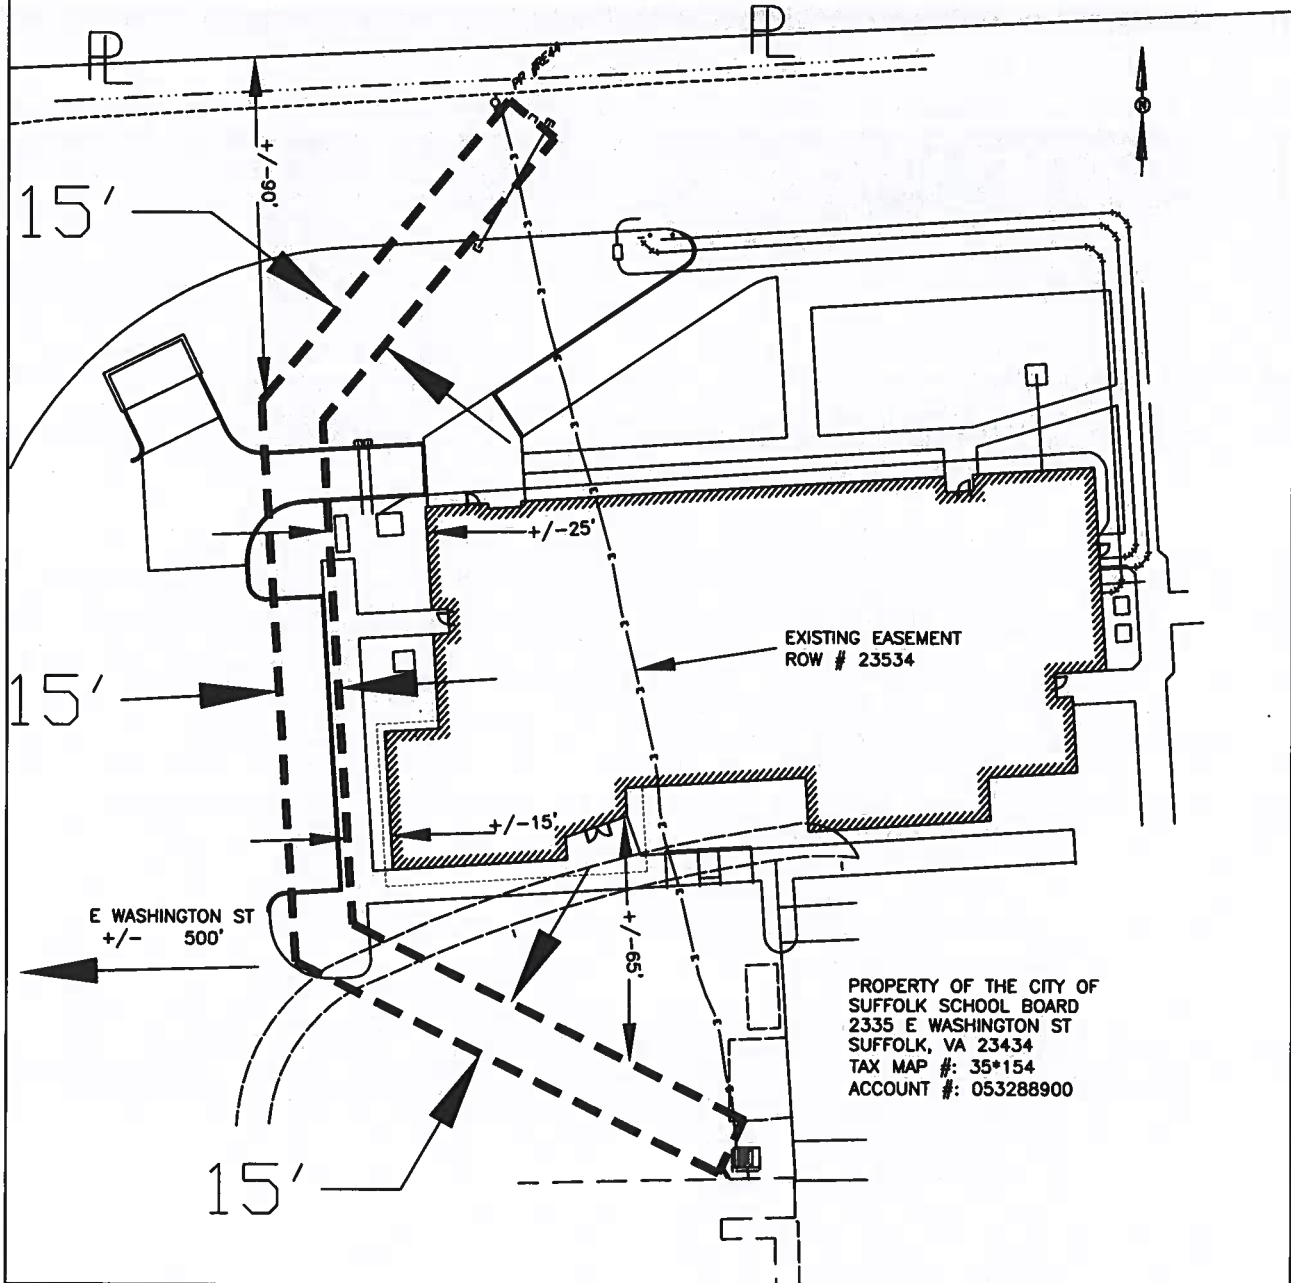 PL
PL
+/-90'
15'
+/-25'
EXISTING EASEMENT
ROW # 23534
15'
+/-15'
E WASHINGTON ST
+/- 500'
+/-65'
PROPERTY OF THE CITY OF
SUFFOLK SCHOOL BOARD
2335 E WASHINGTON ST
SUFFOLK, VA 23434
TAX MAP #: 35*154
ACCOUNT #: 053288900
15'